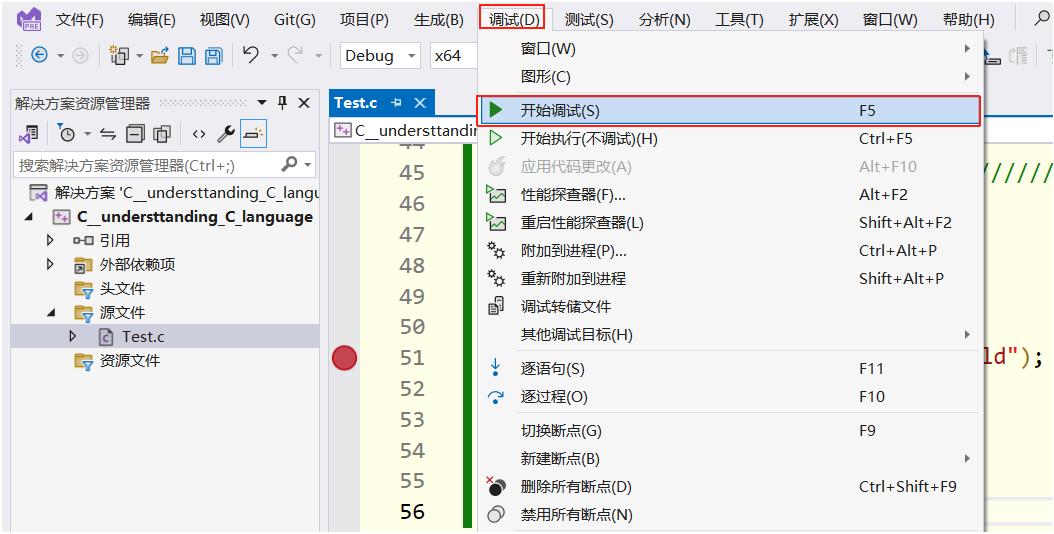 文件(F) 编辑(E) 视图(V) Git(G) 项目(P) 生成(B) 调试(D) 测试(S) 分析(N) 工具(T) 扩展(X) 窗口(W) 帮助(H)
PRE
Debug x64
解决方案资源管理器
搜索解决方案资源管理器(Ctrl+;)
解决方案 'C__understtanding_C_langu
C__understtanding_C_language
引用
外部依赖项
头文件
源文件
Test.c
资源文件
Test.c
C__understtandin
44
45 //////
46
47
48
49
50
51 ld");
52
53
54
55
56
窗口(W)
图形(C)
开始调试(S) F5
开始执行(不调试)(H) Ctrl+F5
应用代码更改(A) Alt+F10
性能探查器(F)... Alt+F2
重启性能探查器(L) Shift+Alt+F2
附加到进程(P)... Ctrl+Alt+P
重新附加到进程 Shift+Alt+P
调试转储文件
其他调试目标(H)
逐语句(S) F11
逐过程(O) F10
切换断点(G) F9
新建断点(B)
删除所有断点(D) Ctrl+Shift+F9
禁用所有断点(N)